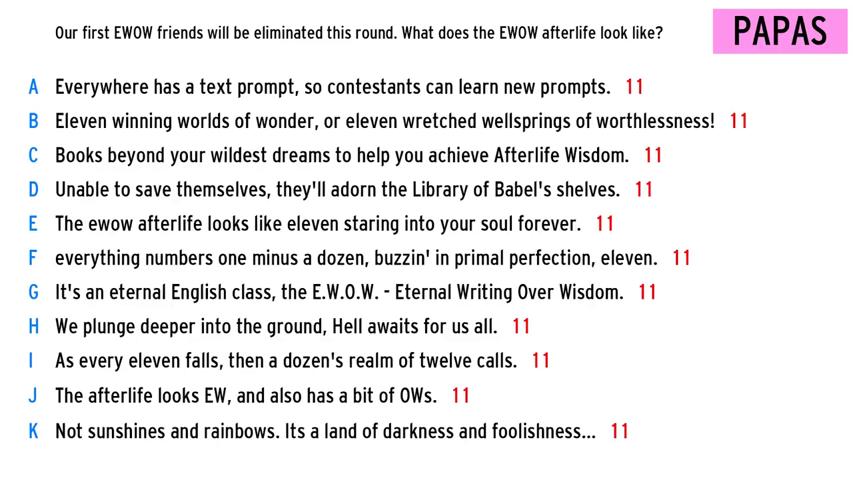 Our first EWOW friends will be eliminated this round. What does the EWOW afterlife look like?
PAPAS
A Everywhere has a text prompt, so contestants can learn new prompts. 11
B Eleven winning worlds of wonder, or eleven wretched wellsprings of worthlessness! 11
C Books beyond your wildest dreams to help you achieve Afterlife Wisdom. 11
D Unable to save themselves, they'll adorn the Library of Babel's shelves. 11
E The ewow afterlife looks like eleven staring into your soul forever. 11
F everything numbers one minus a dozen, buzzin' in primal perfection, eleven. 11
G It's an eternal English class, the E.W.O.W. - Eternal Writing Over Wisdom. 11
H We plunge deeper into the ground, Hell awaits for us all. 11
I As every eleven falls, then a dozen's realm of twelve calls. 11
J The afterlife looks EW, and also has a bit of OWs. 11
K Not sunshines and rainbows. Its a land of darkness and foolishness... 11